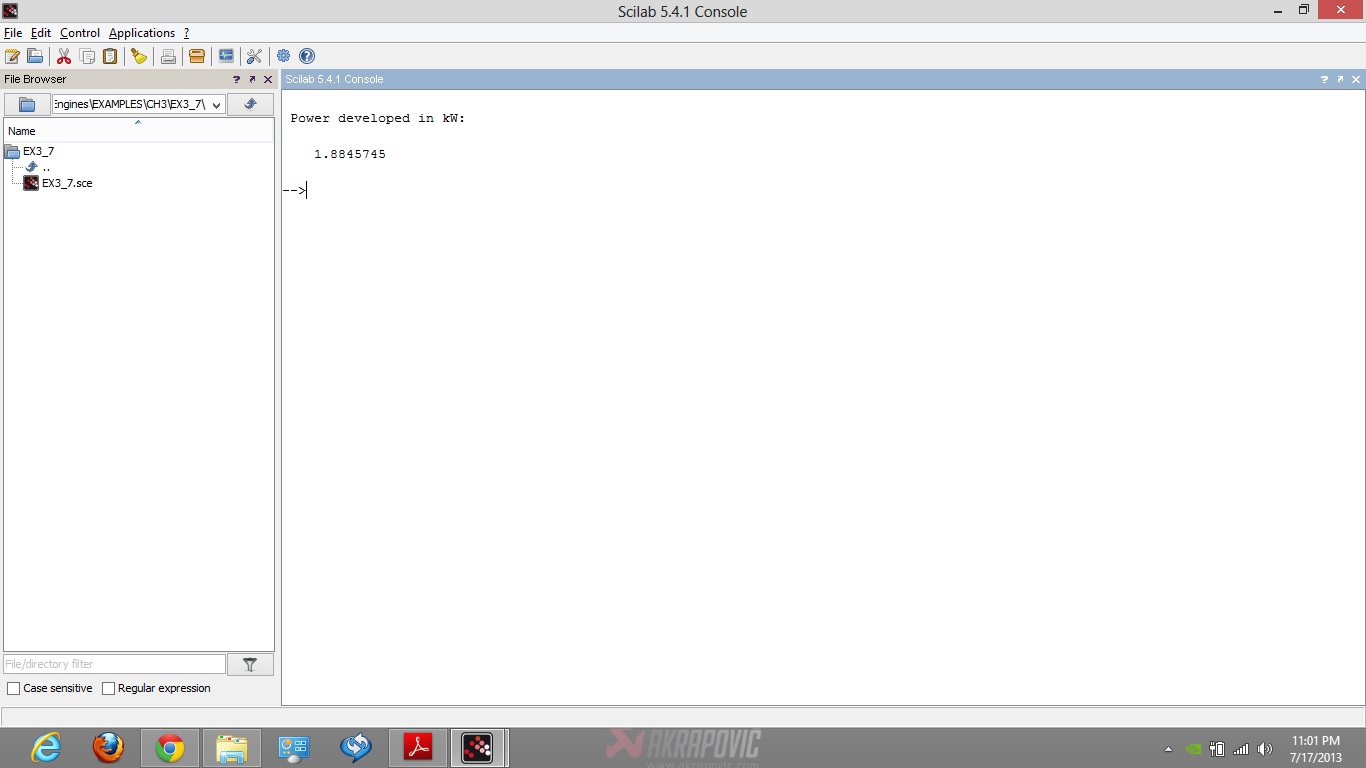 Scilab 5.4.1 Console
File Edit Control Applications ?
File Browser
Scilab 5.4.1 Console
Engines\EXAMPLES\CH3\EX3_7\
Name
EX3_7
..
EX3_7.sce
Power developed in kW:
1.8845745
-->
File/directory filter
Case sensitive Regular expression
AKRAPOVIC
www.akrapovic.com
11:01 PM
7/17/2013